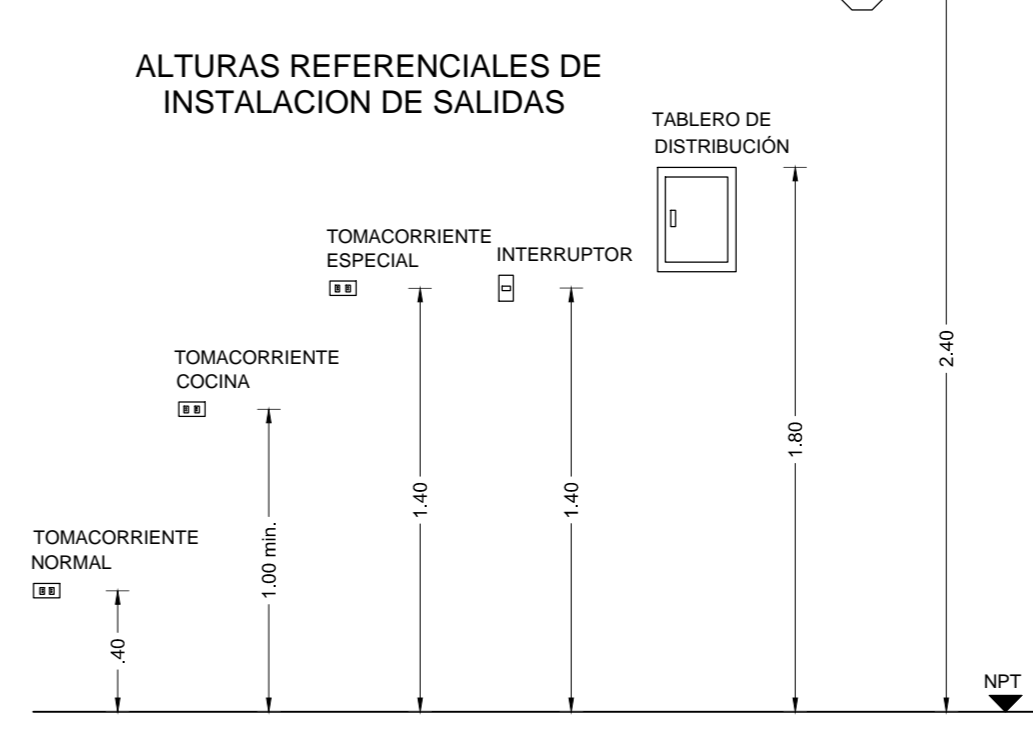 ALTURAS REFERENCIALES DE
INSTALACION DE SALIDAS
TABLERO DE
DISTRIBUCIÓN
TOMACORRIENTE
ESPECIAL
INTERRUPTOR
TOMACORRIENTE
COCINA
TOMACORRIENTE
NORMAL
.40
1.00 min.
1.40
1.40
1.80
2.40
NPT